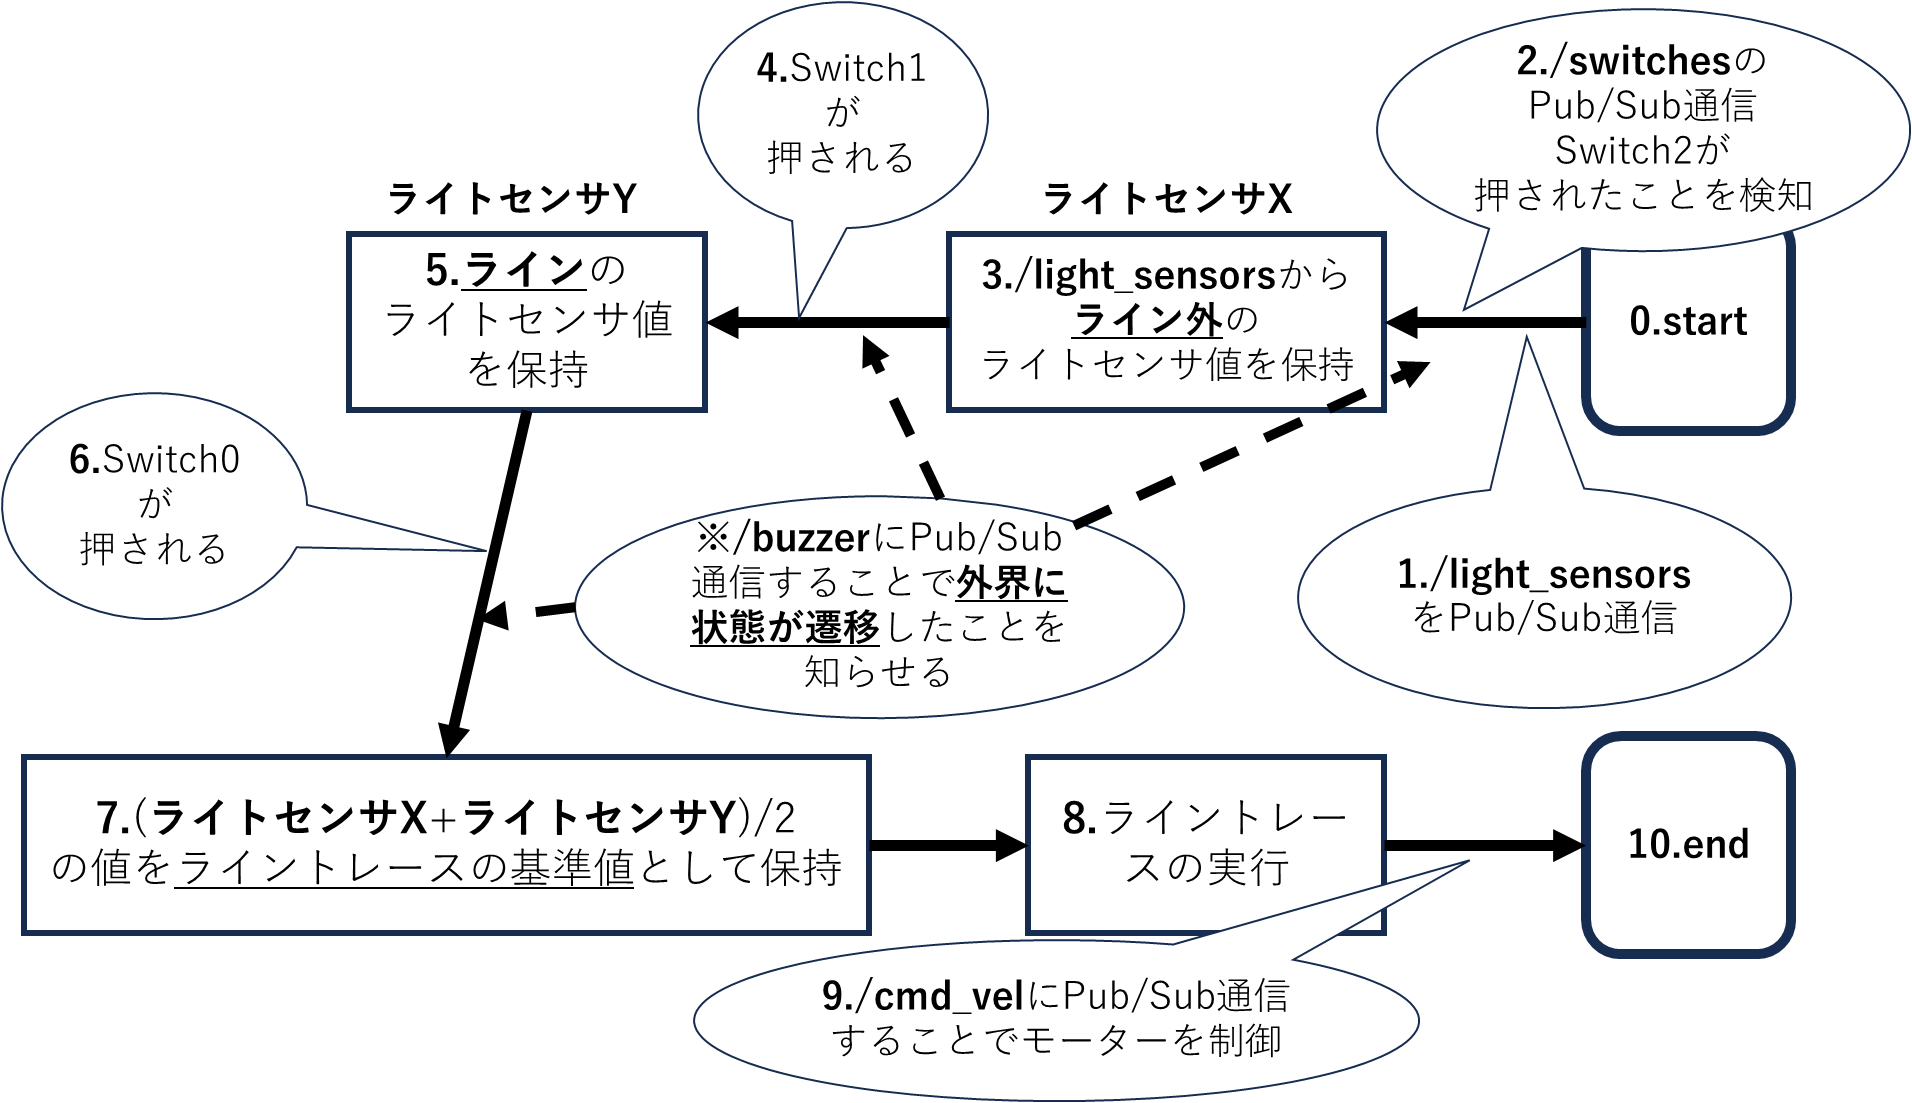 0.start
1./light_sensors
をPub/Sub通信
2./switchesの
Pub/Sub通信
Switch2が
押されたことを検知
ライトセンサX
3./light_sensorsから
ライン外の
ライトセンサ値を保持
4.Switch1
が
押される
ライトセンサY
5.ラインの
ライトセンサ値
を保持
6.Switch0
が
押される
※/buzzerにPub/Sub
通信することで外界に
状態が遷移したことを
知らせる
7.(ライトセンサX+ライトセンサY)/2
の値をライントレースの基準値として保持
8.ライントレー
スの実行
9./cmd_velにPub/Sub通信
することでモーターを制御
10.end